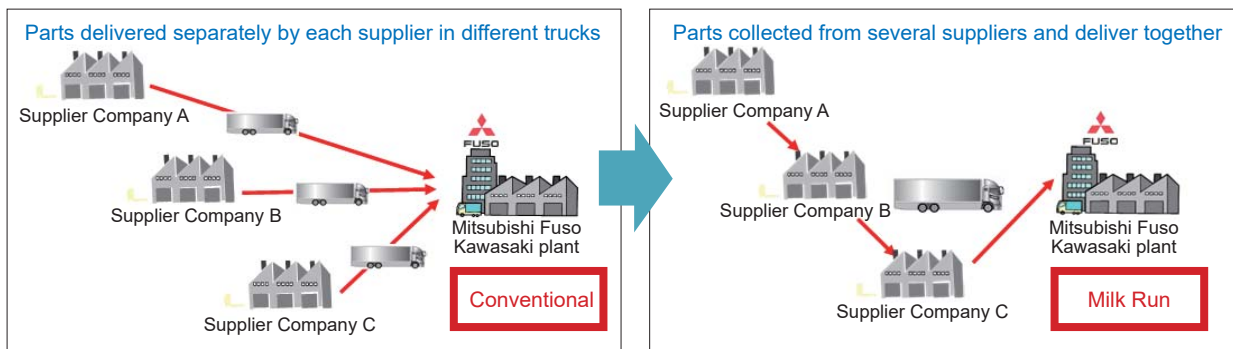 Parts delivered separately by each supplier in different trucks
Supplier Company A
Supplier Company B
Supplier Company C
FUSO
Mitsubishi Fuso
Kawasaki plant
Conventional
Parts collected from several suppliers and deliver together
Supplier Company A
Supplier Company B
Supplier Company C
FUSO
Mitsubishi Fuso
Kawasaki plant
Milk Run